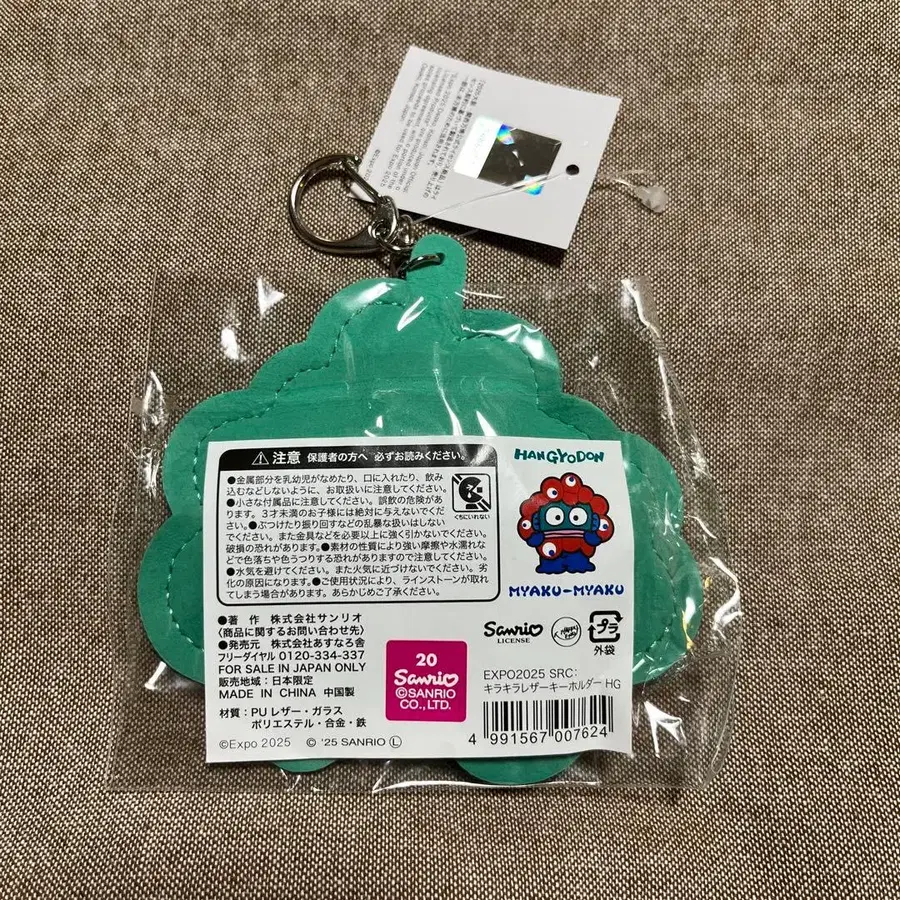 ⚠注意 保護者の方へ 必ずお読みください。
●金属部分を乳幼児がなめたり、口に入れたり、飲み
込むなどしないように、お取扱いに注意してください。
●小さな付属品に注意してください。誤飲の危険があ
ります。3才未満のお子様には絶対に与えないでくだ
さい。●ぶつけたり振り回すなどの乱暴な扱いはしない
でください。また金具などを必要以上に強く引かないでください。
破損の恐れがあります。●素材の性質により強い摩擦や水濡れな
どで色落ちや色うつりする恐れがありますので注意してください。
●水気を避けてください。また火気に近づけないでください。劣
化の原因になります。●ご使用状況により、ラインストーンが取れ
てしまう場合があります。あらかじめご了承ください。
くちにいれない
●著 作 株式会社サンリオ
〈商品に関するお問い合わせ先〉
●発売元 株式会社あすなろ舎
フリーダイヤル 0120-334-337
FOR SALE IN JAPAN ONLY
販売地域:日本限定
MADE IN CHINA 中国製
材質:PUレザー・ガラス
ポリエステル・合金・鉄
©Expo 2025 © '25 SANRIO Ⓛ
20
Sanrio
©SANRIO
CO.,LTD.
HANGYODON
MYAKU-MYAKU
Sanrio
LICENSE
プラ
外袋
EXPO2025 SRC:
キラキラレザーキーホルダー HG
4 991567 007624